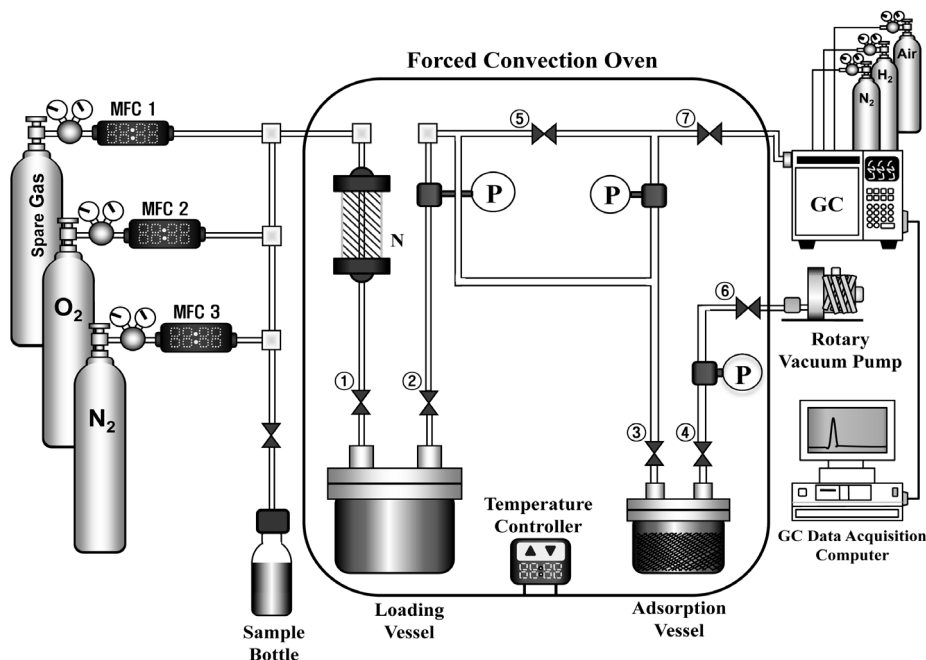 Forced Convection Oven
MFC 1
MFC 2
MFC 3
Spare Gas
O2
N2
N
P
P
P
①
②
③
④
⑤
⑥
⑦
Air
H2
N2
GC
Rotary
Vacuum Pump
GC Data Acquisition
Computer
Temperature
Controller
Sample
Bottle
Loading
Vessel
Adsorption
Vessel